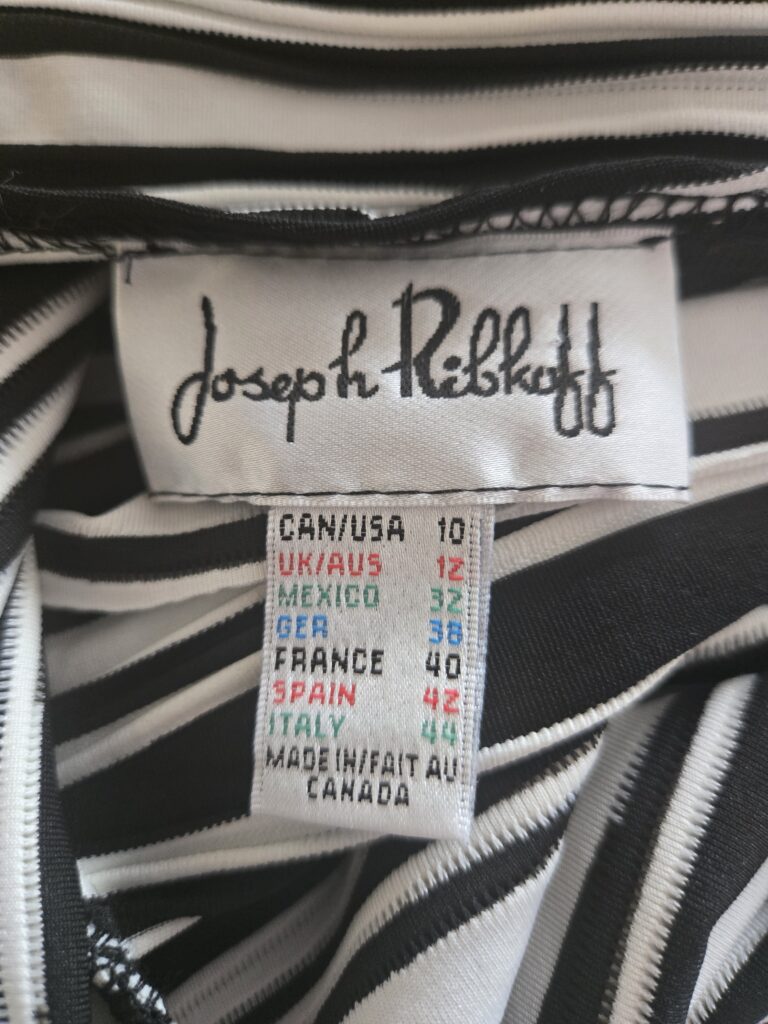 Joseph Ribkoff
CAN/USA 10
UK/AUS 12
MEXICO 32
GER 38
FRANCE 40
SPAIN 42
ITALY 44
MADE IN/FAIT AU
CANADA